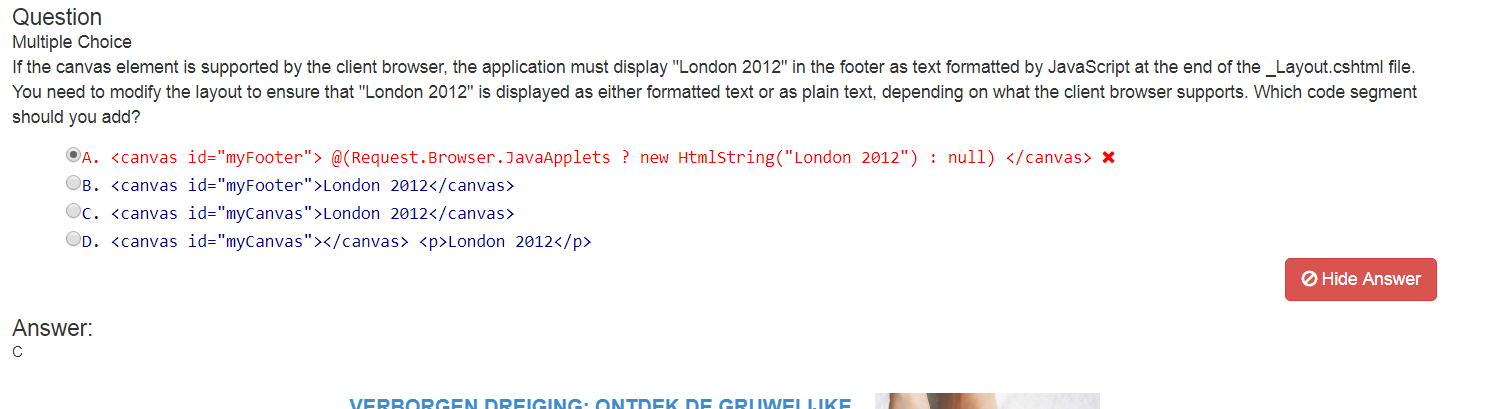 Question
Multiple Choice
If the canvas element is supported by the client browser, the application must display "London 2012" in the footer as text formatted by JavaScript at the end of the _Layout.cshtml file.
You need to modify the layout to ensure that "London 2012" is displayed as either formatted text or as plain text, depending on what the client browser supports. Which code segment
should you add?
A. <canvas id="myFooter"> @(Request.Browser.JavaApplets ? new HtmlString("London 2012") : null) </canvas> ✖
B. <canvas id="myFooter">London 2012</canvas>
C. <canvas id="myCanvas">London 2012</canvas>
D. <canvas id="myCanvas"></canvas> <p>London 2012</p>
Hide Answer
Answer:
C
VERBORGEN DREIGING: ONTDEK DE GRUWELIJKE